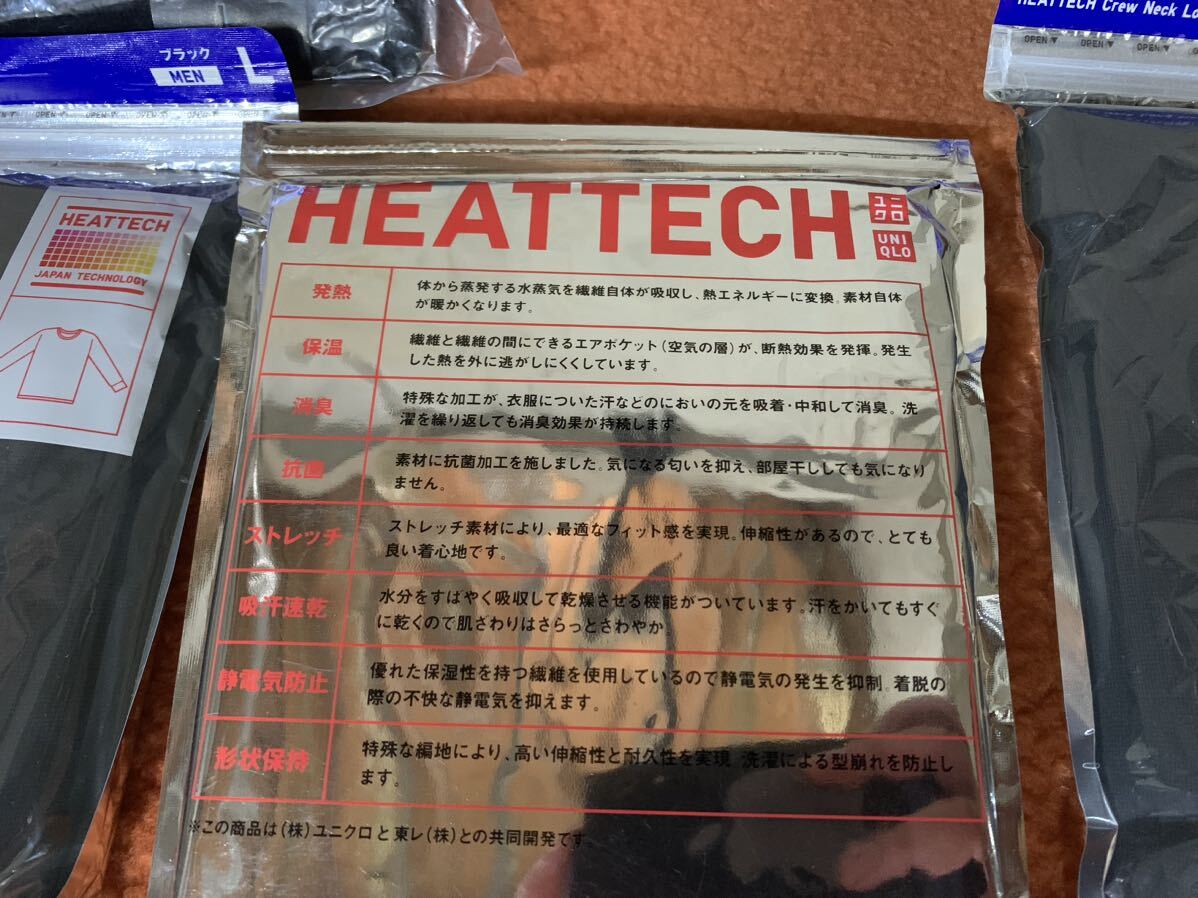 ブラック
MEN L
OPEN▼ OPEN▼ OPEN▼ OPEN▼ OPEN▼
HEATTECH
JAPAN TECHNOLOGY
HEATTECH Crew Neck
OPEN▼ OPEN▼ OPEN▼
HEATTECH
ユニ
クロ
UNI
QLO
発熱 体から蒸発する水蒸気を繊維自体が吸収し、熱エネルギーに変換。素材自体
が暖かくなります。
保温 繊維と繊維の間にできるエアポケット(空気の層)が、断熱効果を発揮。発生
した熱を外に逃がしにくくしています。
消臭 特殊な加工が、衣服についた汗などのにおいの元を吸着・中和して消臭。洗
濯を繰り返しても消臭効果が持続します。
抗菌 素材に抗菌加工を施しました。気になる匂いを抑え、部屋干ししても気になり
ません。
ストレッチ ストレッチ素材により、最適なフィット感を実現。伸縮性があるので、とても
良い着心地です。
吸汗速乾 水分をすばやく吸収して乾燥させる機能がついています。汗をかいてもすぐ
に乾くので肌ざわりはさらっとさわやか。
静電気防止 優れた保湿性を持つ繊維を使用しているので静電気の発生を抑制。着脱の
際の不快な静電気を抑えます。
形状保持 特殊な編地により、高い伸縮性と耐久性を実現。洗濯による型崩れを防止し
ます。
※この商品は(株)ユニクロと東レ(株)との共同開発です。